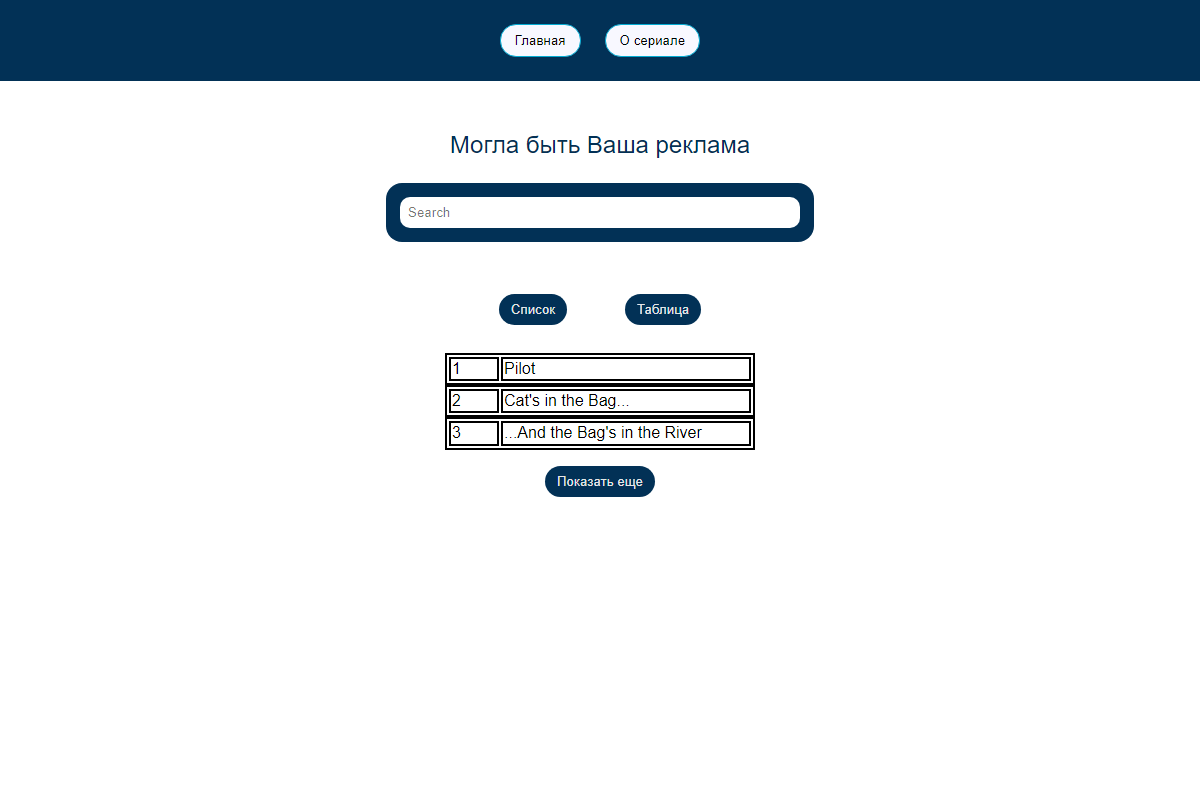 Главная О сериале
Могла быть Ваша реклама
Search
Список Таблица
1 Pilot
2 Cat's in the Bag...
3 ...And the Bag's in the River
Показать еще